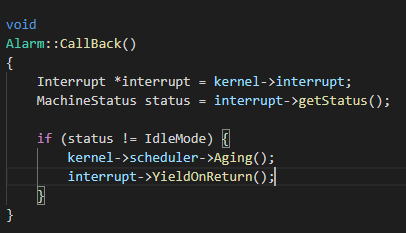 void
Alarm::CallBack()
{
    Interrupt *interrupt = kernel->interrupt;
    MachineStatus status = interrupt->getStatus();

    if (status != IdleMode) {
        kernel->scheduler->Aging();
        interrupt->YieldOnReturn();
    }
}